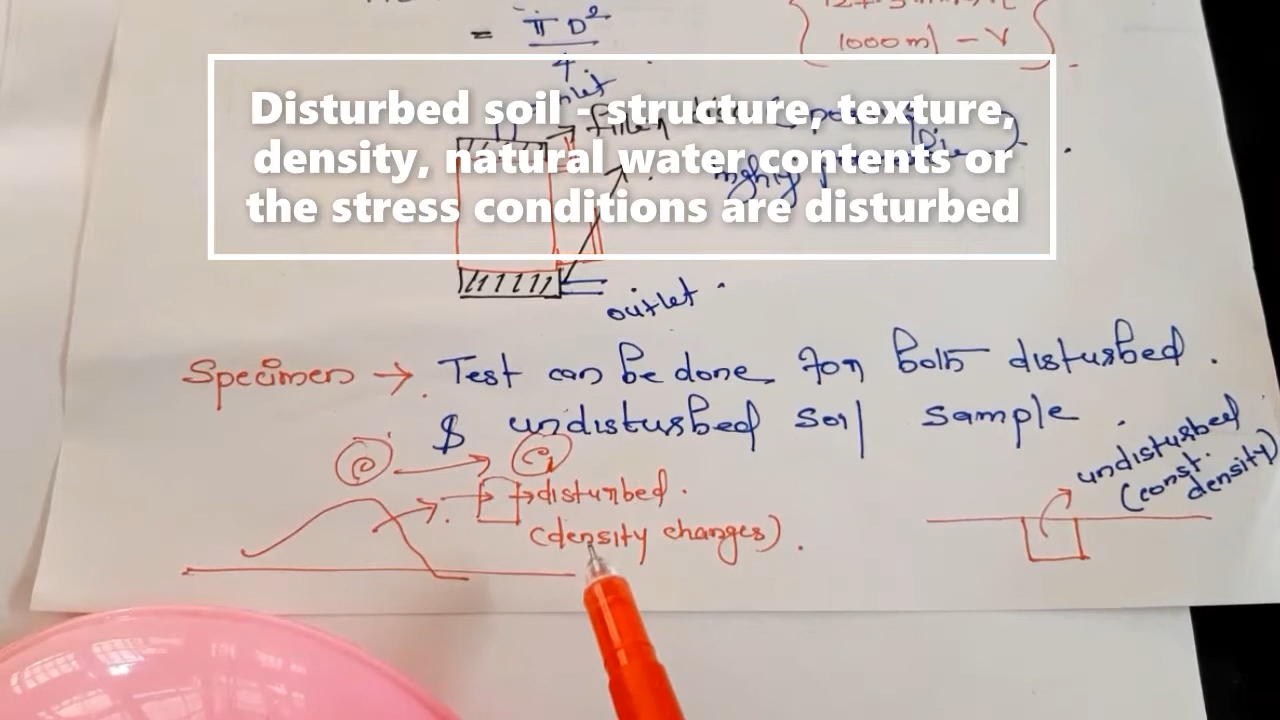 = π D²
4
1000ml - V
Disturbed soil - structure, texture,
density, natural water contents or
the stress conditions are disturbed
outlet
Specimen → Test can be done for both disturbed.
$ undisturbed soil sample
disturbed.
(density changes).
undisturbed
(const.
density)